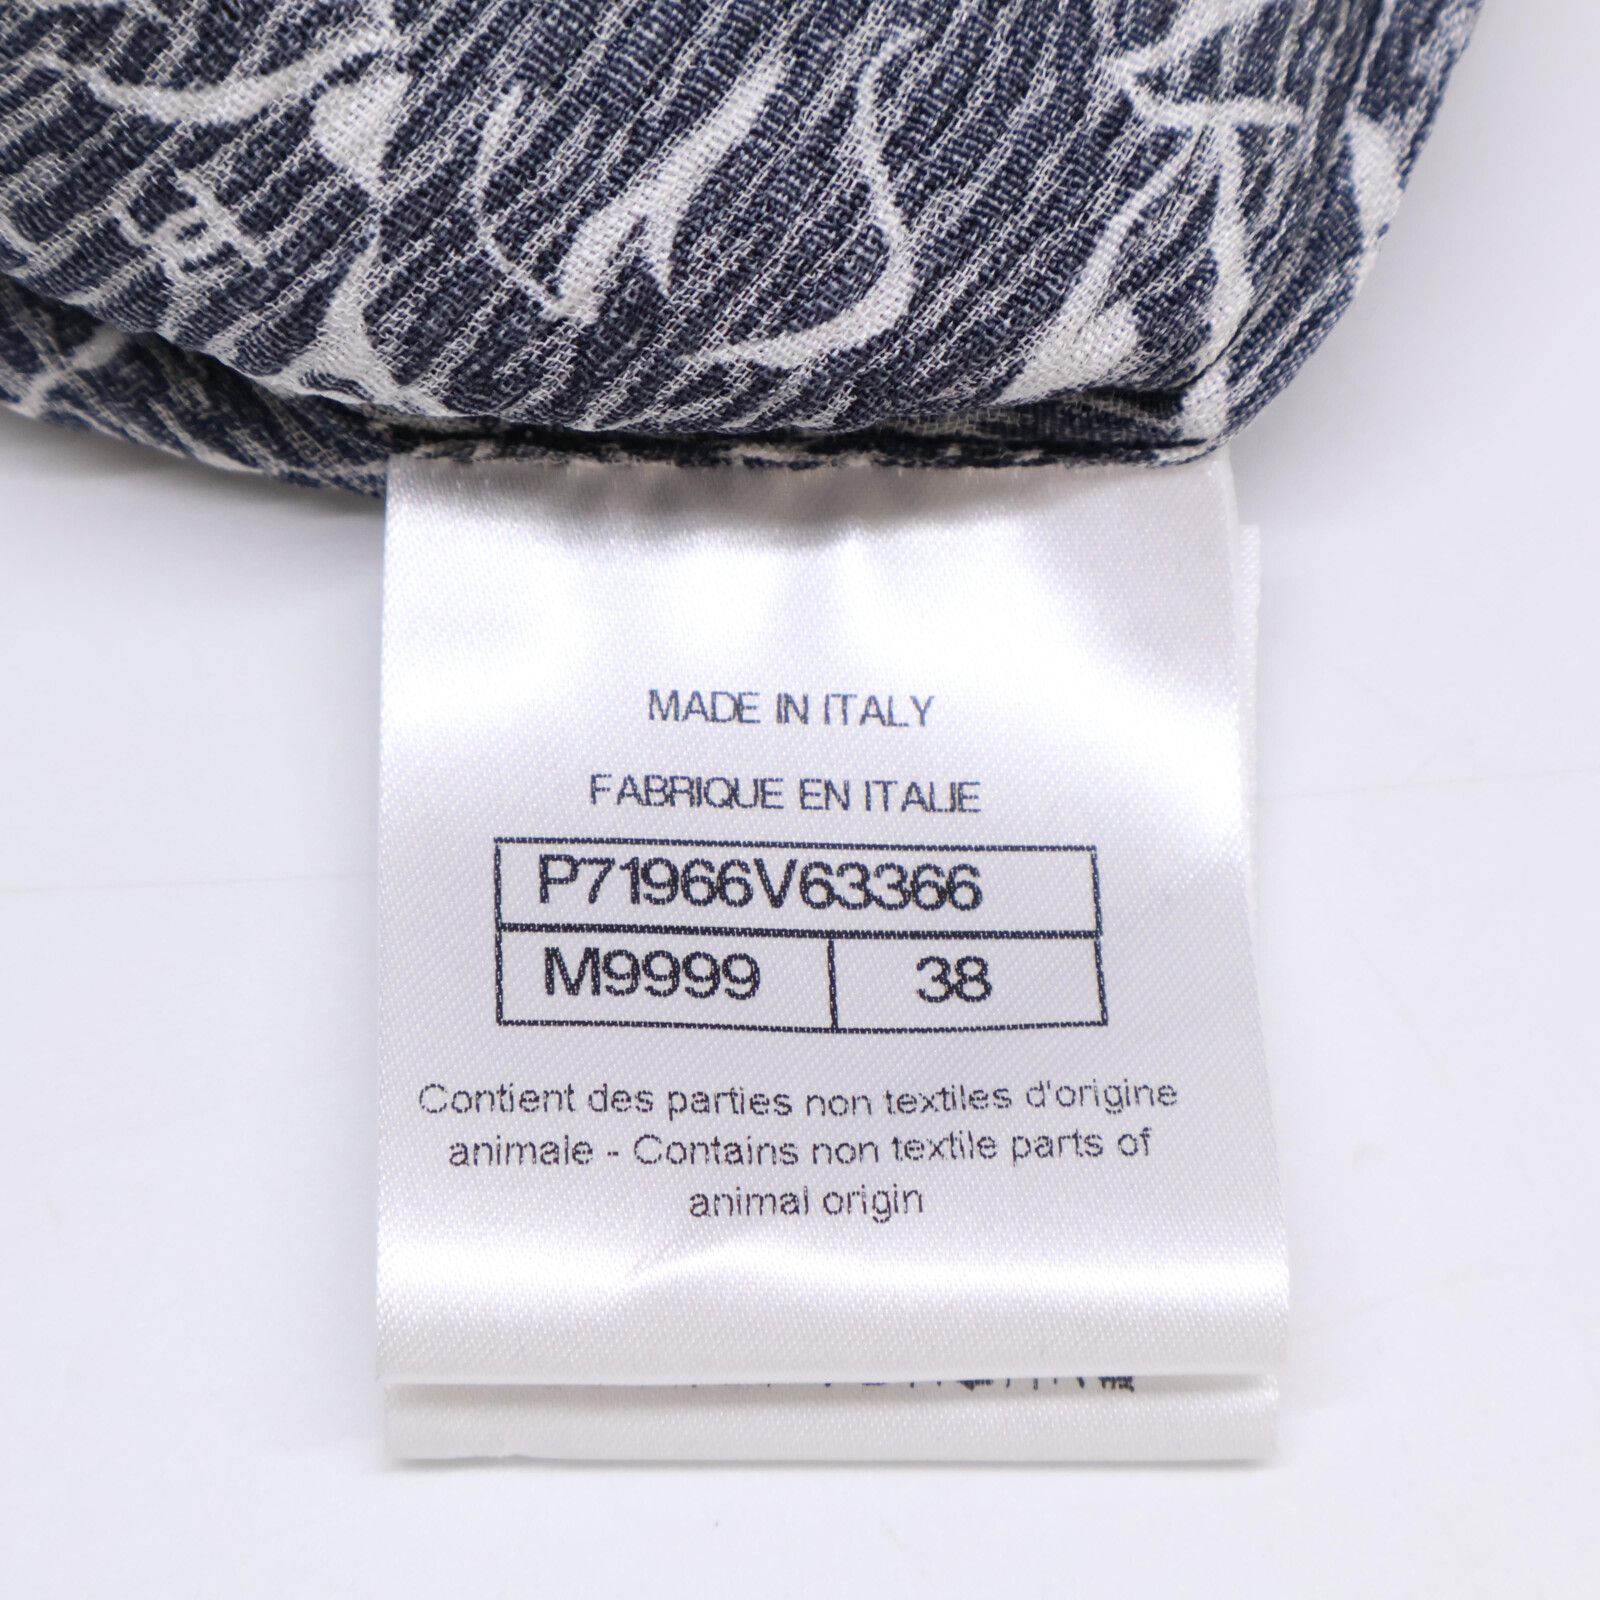 MADE IN ITALY
FABRIQUE EN ITALIE
P71966V63366
M9999 38
Contient des parties non textiles d'origine
animale - Contains non textile parts of
animal origin